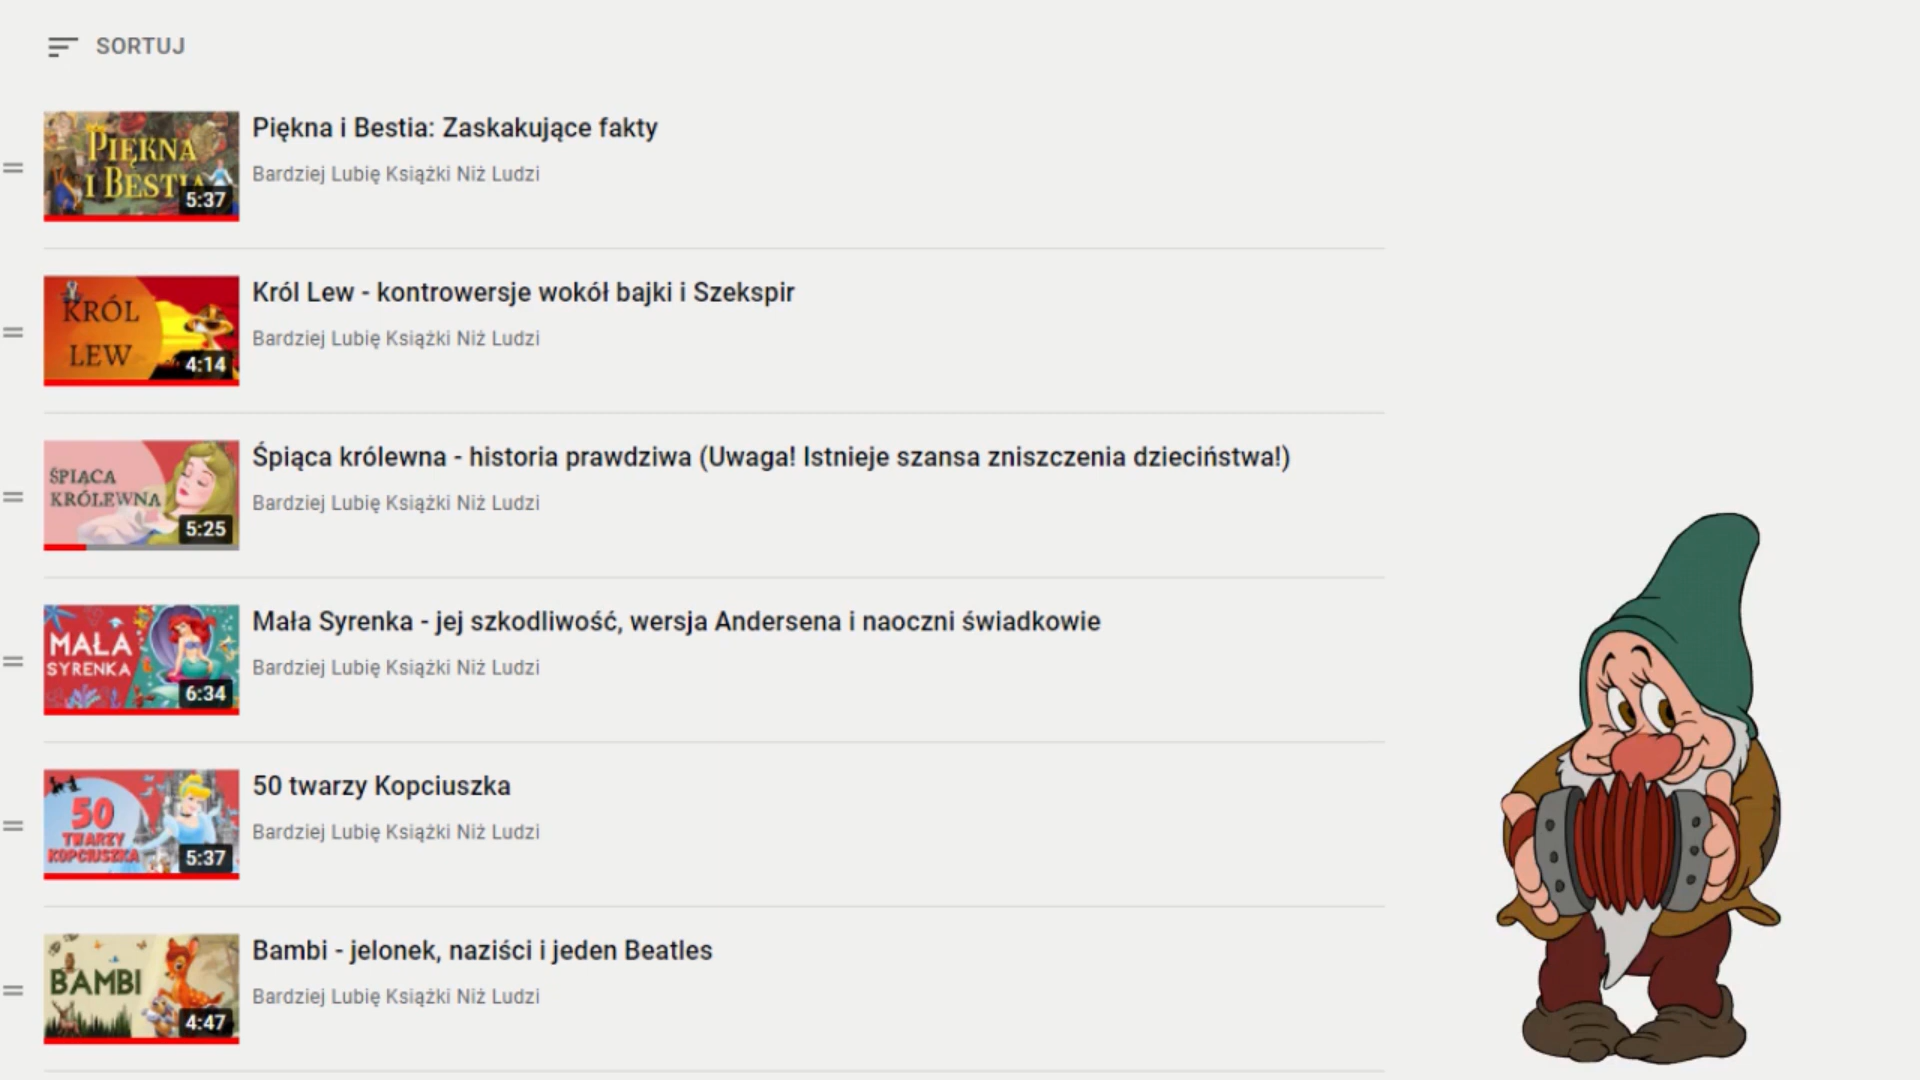 SORTUJ
PIĘKNA
I BESTIA
5:37
Piękna i Bestia: Zaskakujące fakty
Bardziej Lubię Książki Niż Ludzi
KRÓL
LEW
4:14
Król Lew - kontrowersje wokół bajki i Szekspir
Bardziej Lubię Książki Niż Ludzi
ŚPIĄCA
KRÓLEWNA
5:25
Śpiąca królewna - historia prawdziwa (Uwaga! Istnieje szansa zniszczenia dzieciństwa!)
Bardziej Lubię Książki Niż Ludzi
MAŁA
SYRENKA
6:34
Mała Syrenka - jej szkodliwość, wersja Andersena i naoczni świadkowie
Bardziej Lubię Książki Niż Ludzi
50
TWARZY
KOPCIUSZKA
5:37
50 twarzy Kopciuszka
Bardziej Lubię Książki Niż Ludzi
BAMBI
4:47
Bambi - jelonek, naziści i jeden Beatles
Bardziej Lubię Książki Niż Ludzi